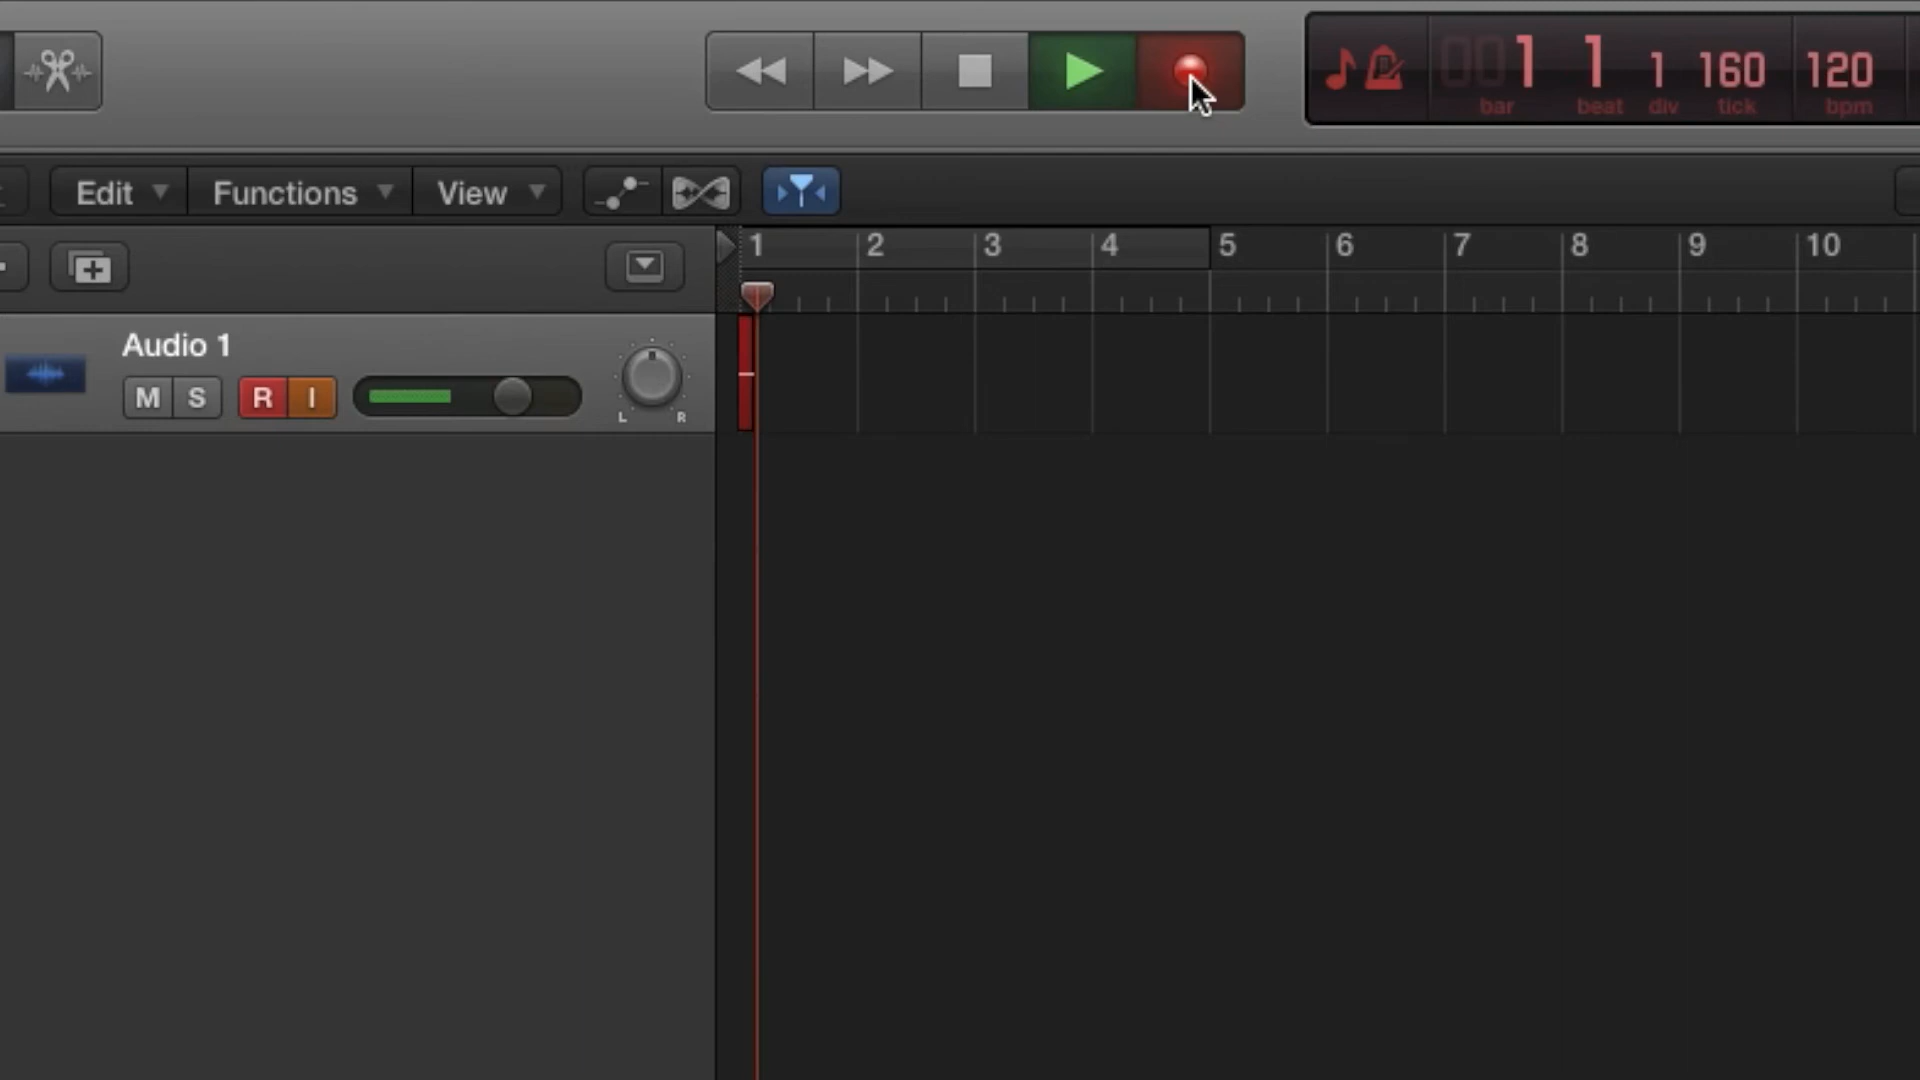 001 1 1 160 120
bar beat div tick bpm
Edit Functions View
1 2 3 4 5 6 7 8 9 10
Audio 1
M S R I
L R